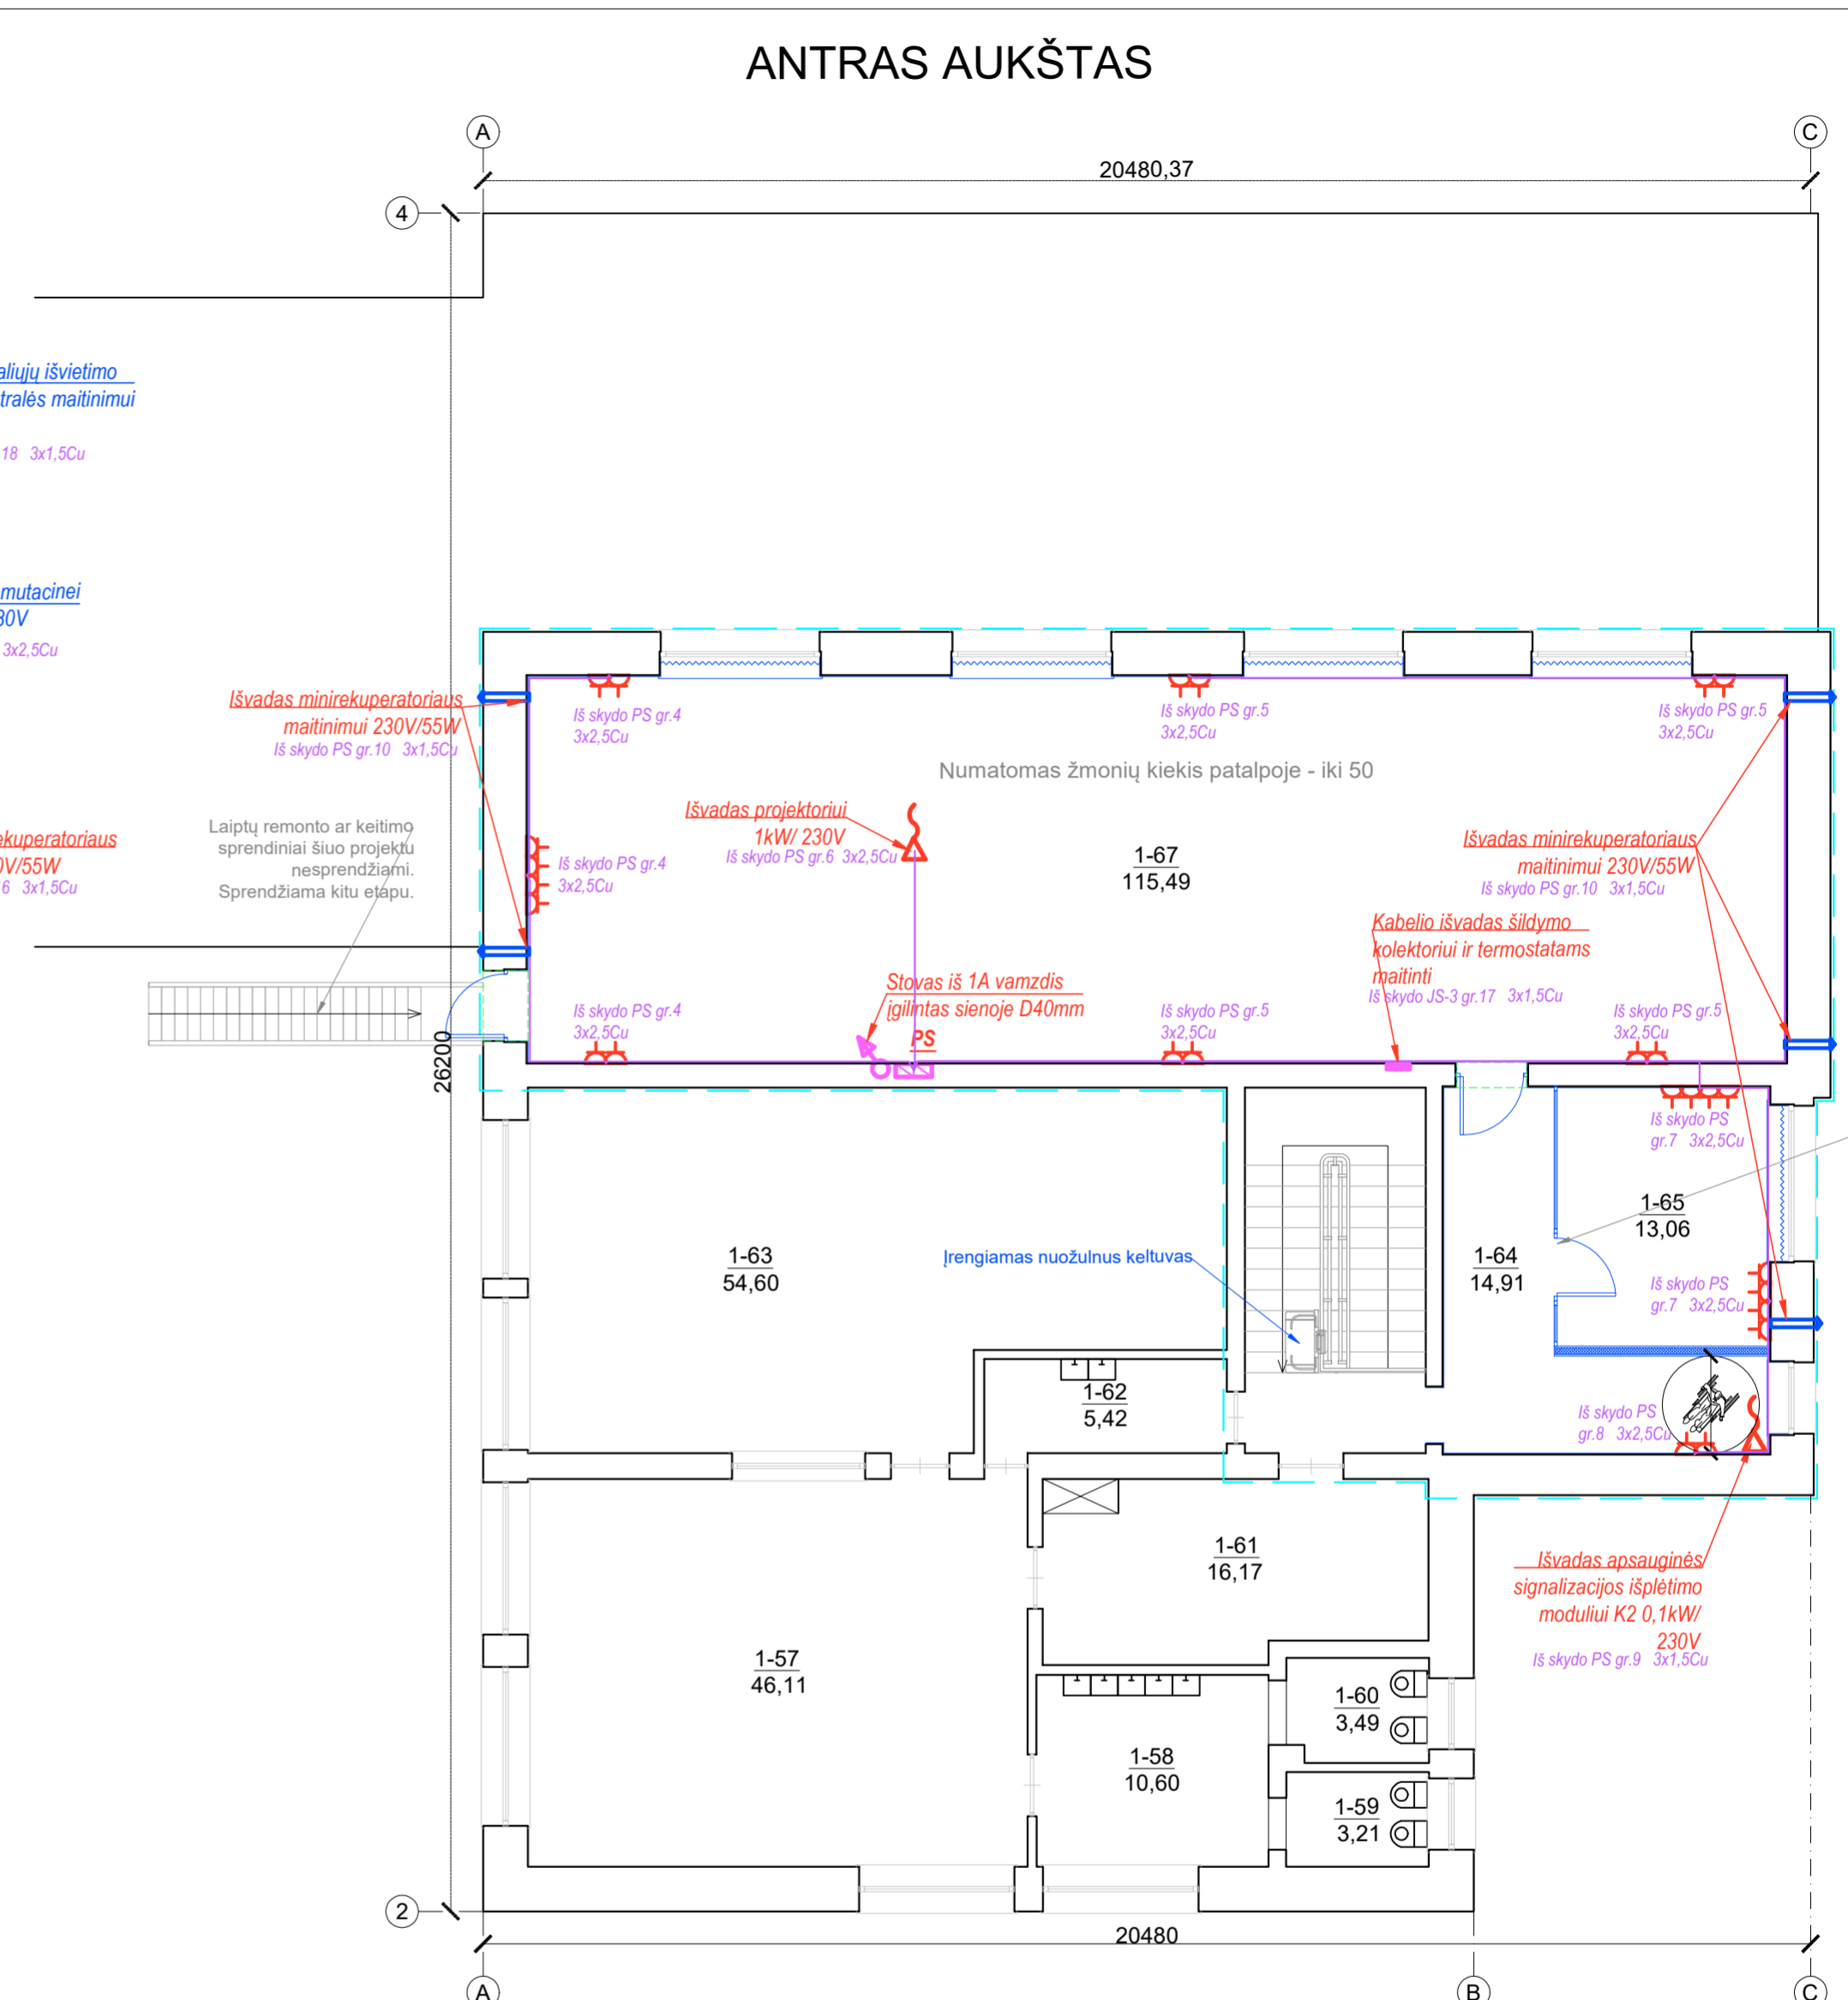 ANTRAS AUKŠTAS
A
C
20480,37
4
aliųjų išvietimo
tralės maitinimui
18 3x1,5Cu
mutacinei
30V
3x2,5Cu
Išvadas minirekuperatoriaus
maitinimui 230V/55W
Iš skydo PS gr.10 3x1,5Cu
Iš skydo PS gr.4
3x2,5Cu
Iš skydo PS gr.5
3x2,5Cu
Iš skydo PS gr.5
3x2,5Cu
Numatomas žmonių kiekis patalpoje - iki 50
Laiptų remonto ar keitimo
sprendiniai šiuo projektu
nesprendžiami.
Sprendžiama kitu etapu.
ekuperatoriaus
0V/55W
6 3x1,5Cu
Išvadas projektoriui
1kW/ 230V
Iš skydo PS gr.6 3x2,5Cu
Iš skydo PS gr.4
3x2,5Cu
1-67
115,49
Išvadas minirekuperatoriaus
maitinimui 230V/55W
Iš skydo PS gr.10 3x1,5Cu
Kabelio išvadas šildymo
kolektoriui ir termostatams
maitinti
Iš skydo JS-3 gr.17 3x1,5Cu
Stovas iš 1A vamzdis
įgilintas sienoje D40mm
PS
Iš skydo PS gr.4
3x2,5Cu
Iš skydo PS gr.5
3x2,5Cu
Iš skydo PS gr.5
3x2,5Cu
26200
Iš skydo PS
gr.7 3x2,5Cu
1-65
13,06
1-63
54,60
Įrengiamas nuožulnus keltuvas
1-64
14,91
Iš skydo PS
gr.7 3x2,5Cu
1-62
5,42
Iš skydo PS
gr.8 3x2,5Cu
1-61
16,17
Išvadas apsauginės
signalizacijos išplėtimo
moduliui K2 0,1kW/
230V
Iš skydo PS gr.9 3x1,5Cu
1-57
46,11
1-60
3,49
1-58
10,60
1-59
3,21
2
20480
A
B
C